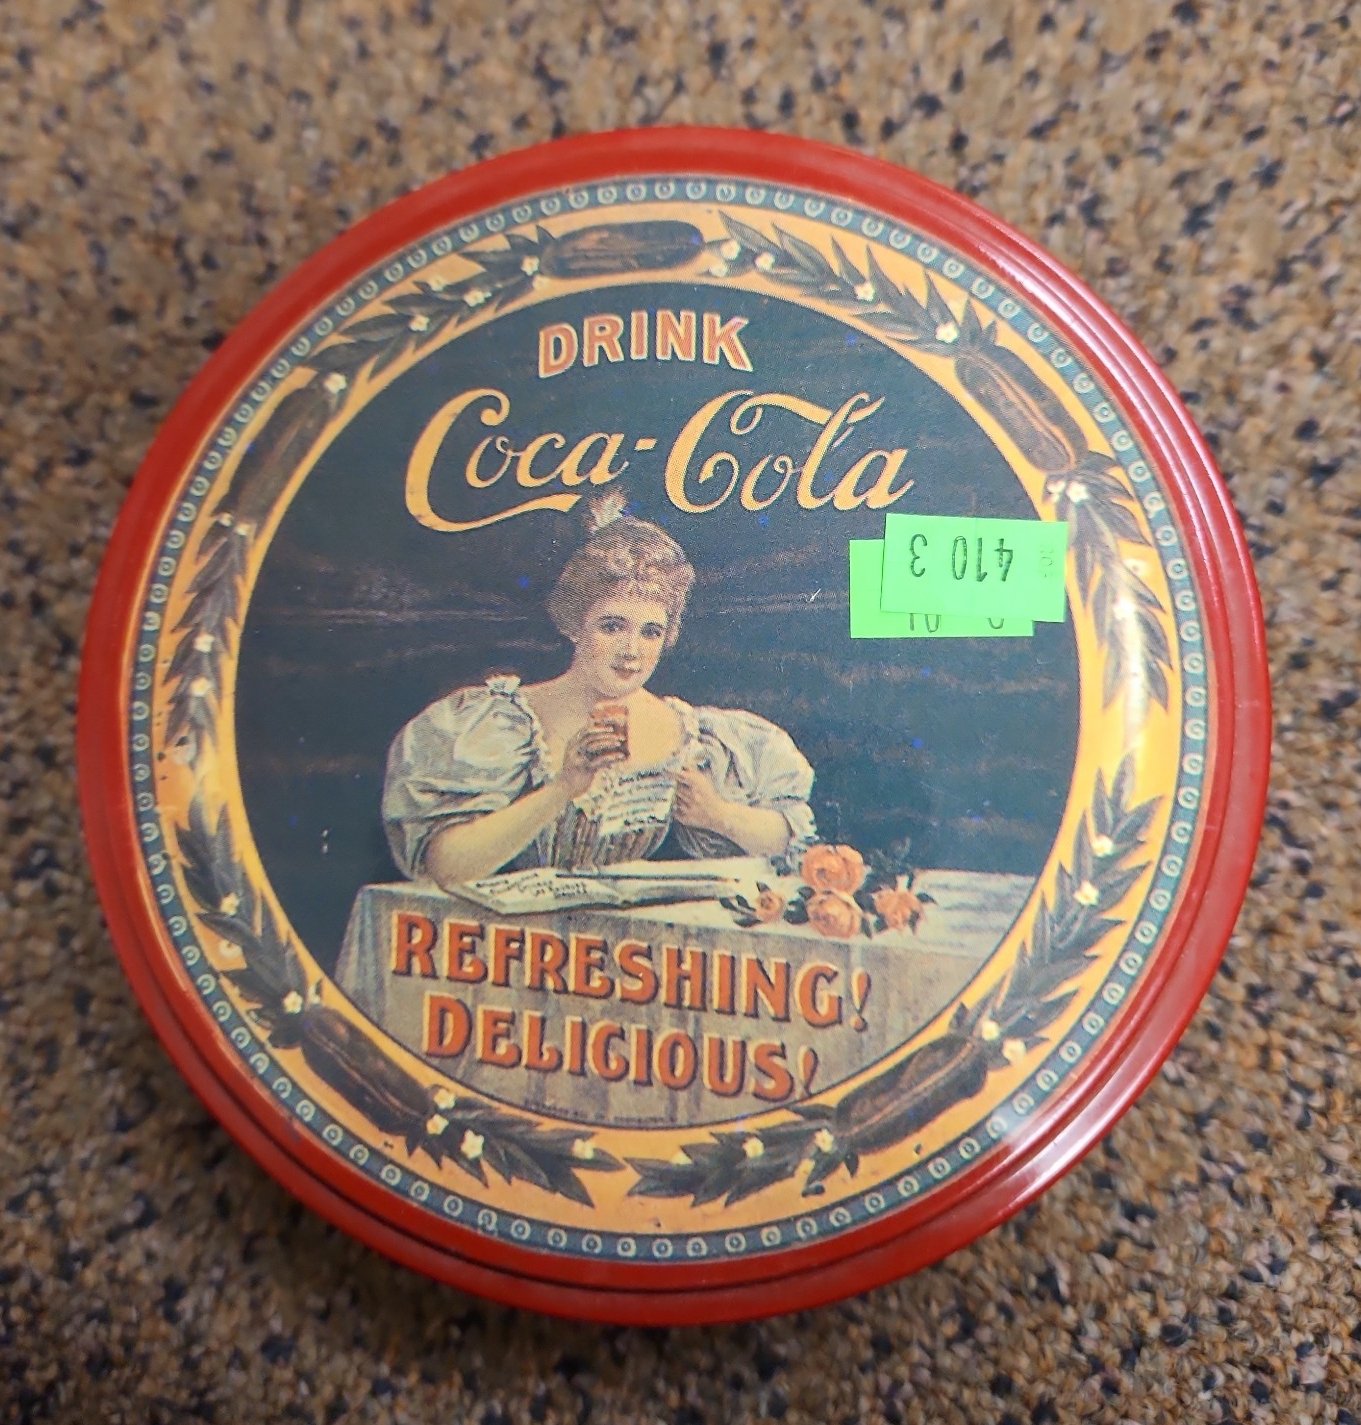 DRINK
Coca-Cola
410 3
REFRESHING!
DELICIOUS!